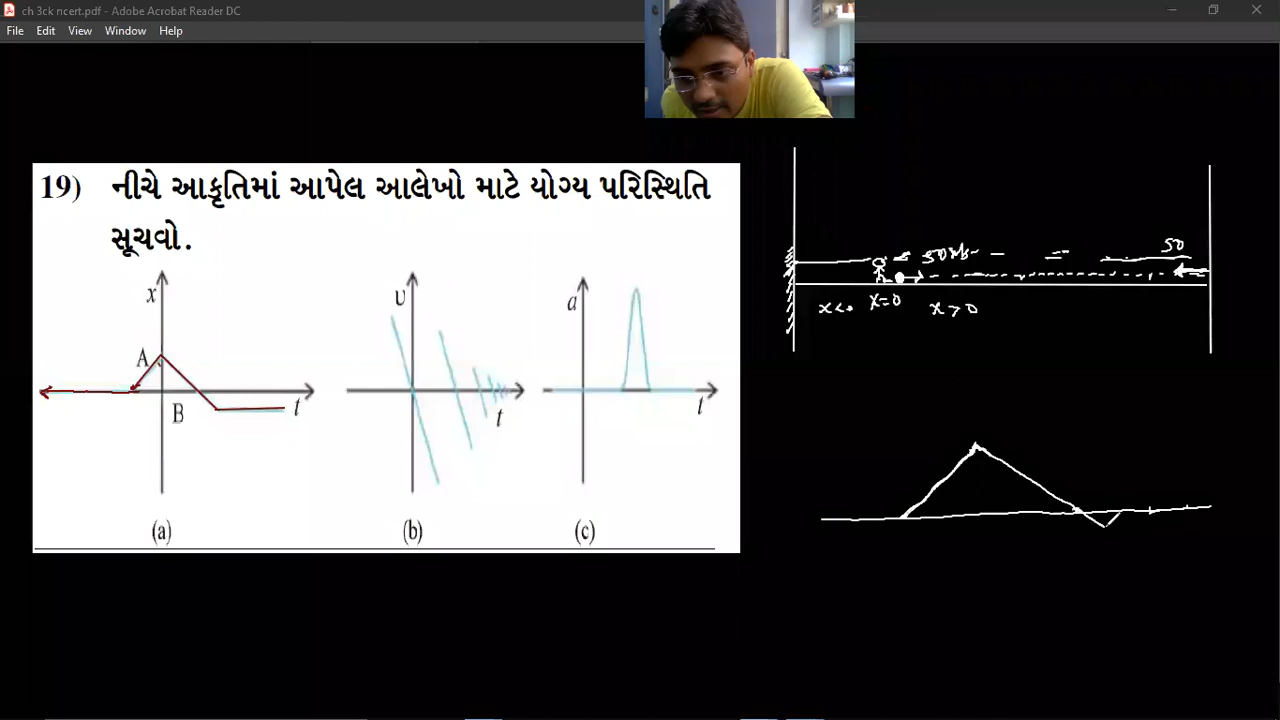 ch 3ck ncert.pdf - Adobe Acrobat Reader DC
File Edit View Window Help
19) નીચે આકૃતિમાં આપેલ આલેખો માટે યોગ્ય પરિસ્થિતિ
સૂચવો.
x
A
B
t
(a)
υ
t
(b)
a
t
(c)
50
x=0
x>0